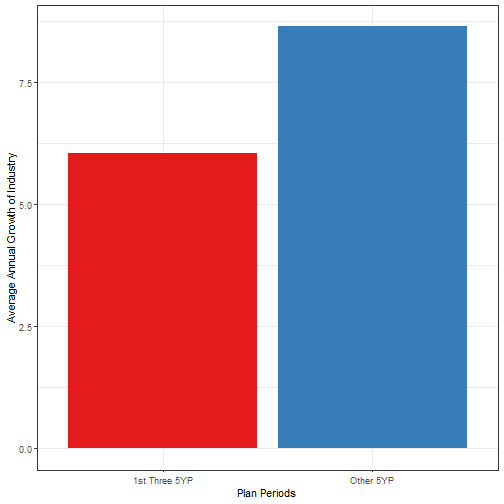 Average Annual Growth of Industry
7.5
5.0
2.5
0.0
1st Three 5YP
Other 5YP
Plan Periods